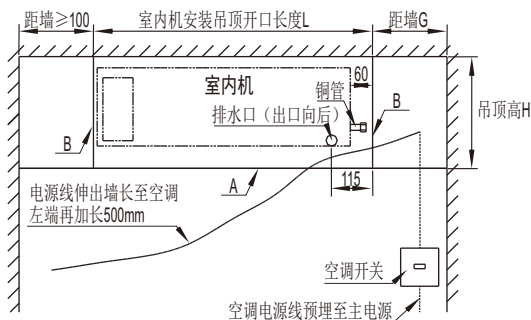 距墙≥100
室内机安装吊顶开口长度L
距墙G
室内机
60
铜管
排水口（出口向后）
B
B
吊顶高H
A
115
电源线伸出墙长至空调
左端再加长500mm
空调开关
空调电源线预埋至主电源